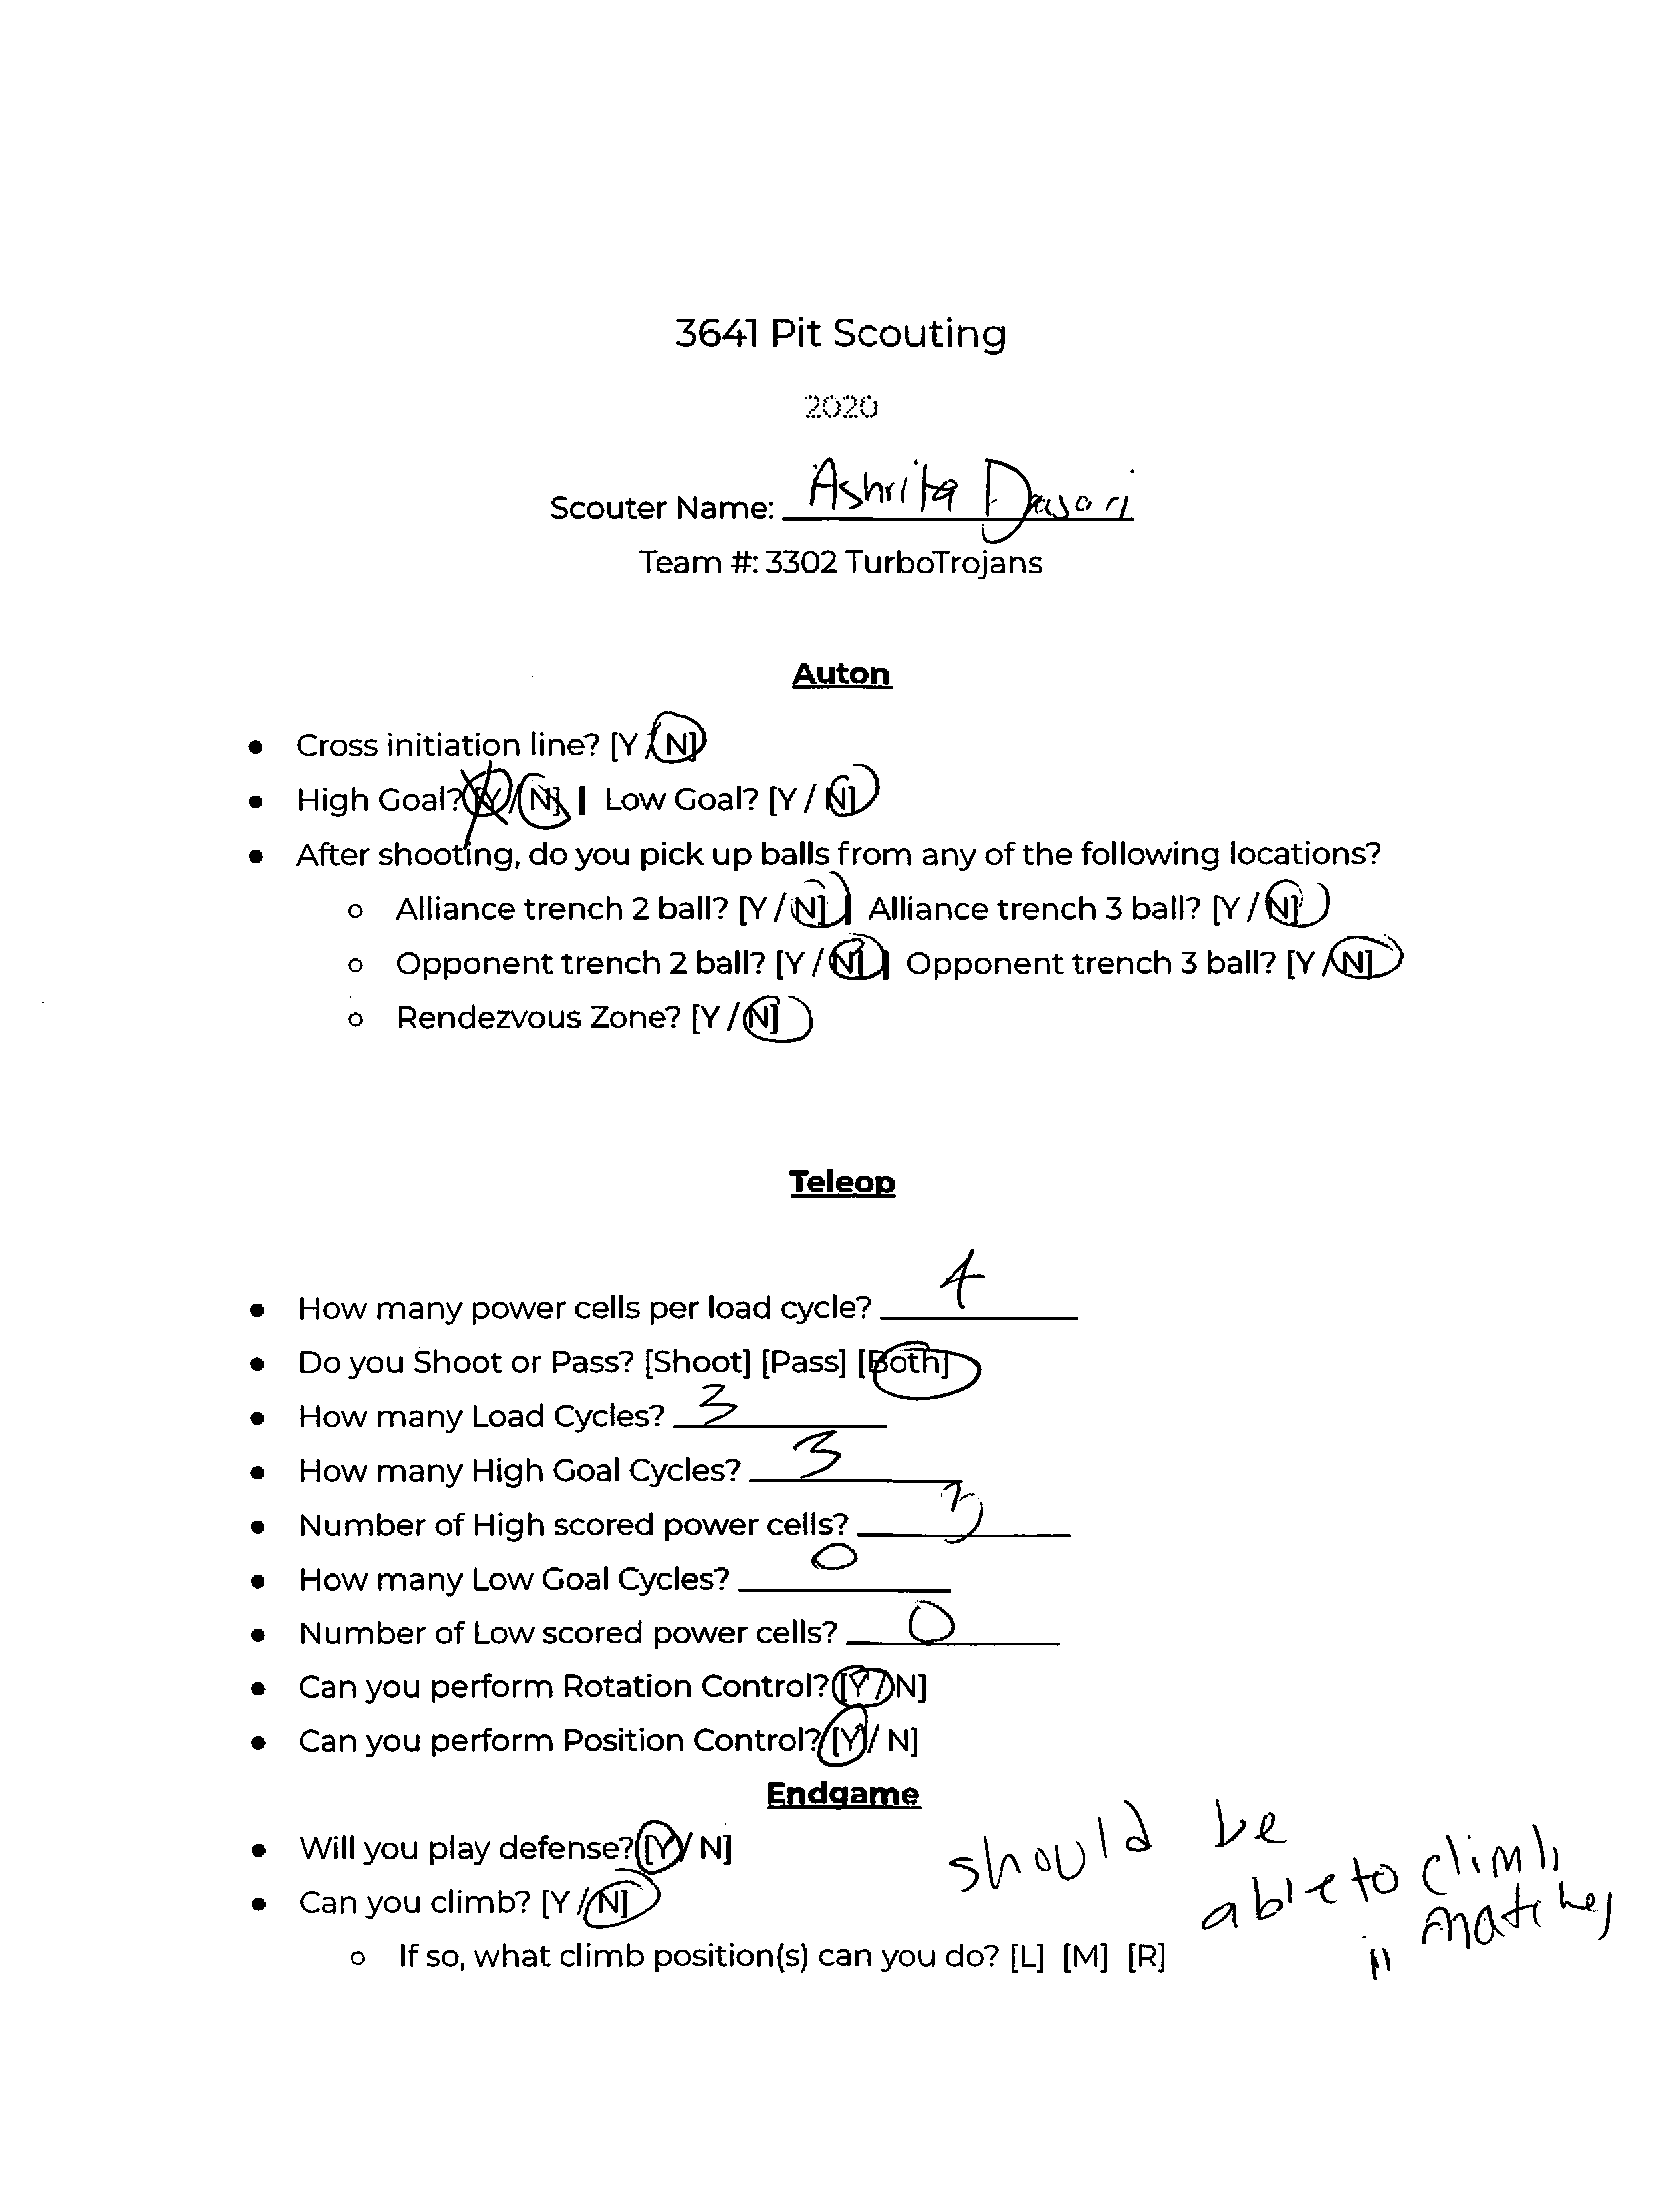 3641 Pit Scouting
2020
Scouter Name: Ashrita Dasari
Team #: 3302 TurboTrojans
Auton
● Cross initiation line? [Y / N]
● High Goal? [Y / N] | Low Goal? [Y / N]
● After shooting, do you pick up balls from any of the following locations?
○ Alliance trench 2 ball? [Y / N] | Alliance trench 3 ball? [Y / N]
○ Opponent trench 2 ball? [Y / N] | Opponent trench 3 ball? [Y / N]
○ Rendezvous Zone? [Y / N]
Teleop
● How many power cells per load cycle? 4
● Do you Shoot or Pass? [Shoot] [Pass] [Both]
● How many Load Cycles? 3
● How many High Goal Cycles? 3
● Number of High scored power cells? 3
● How many Low Goal Cycles? 0
● Number of Low scored power cells? 0
● Can you perform Rotation Control? [Y / N]
● Can you perform Position Control? [Y / N]
Endgame
● Will you play defense? [Y / N]
● Can you climb? [Y / N]
should be
able to climb
in matches
○ If so, what climb position(s) can you do? [L] [M] [R]